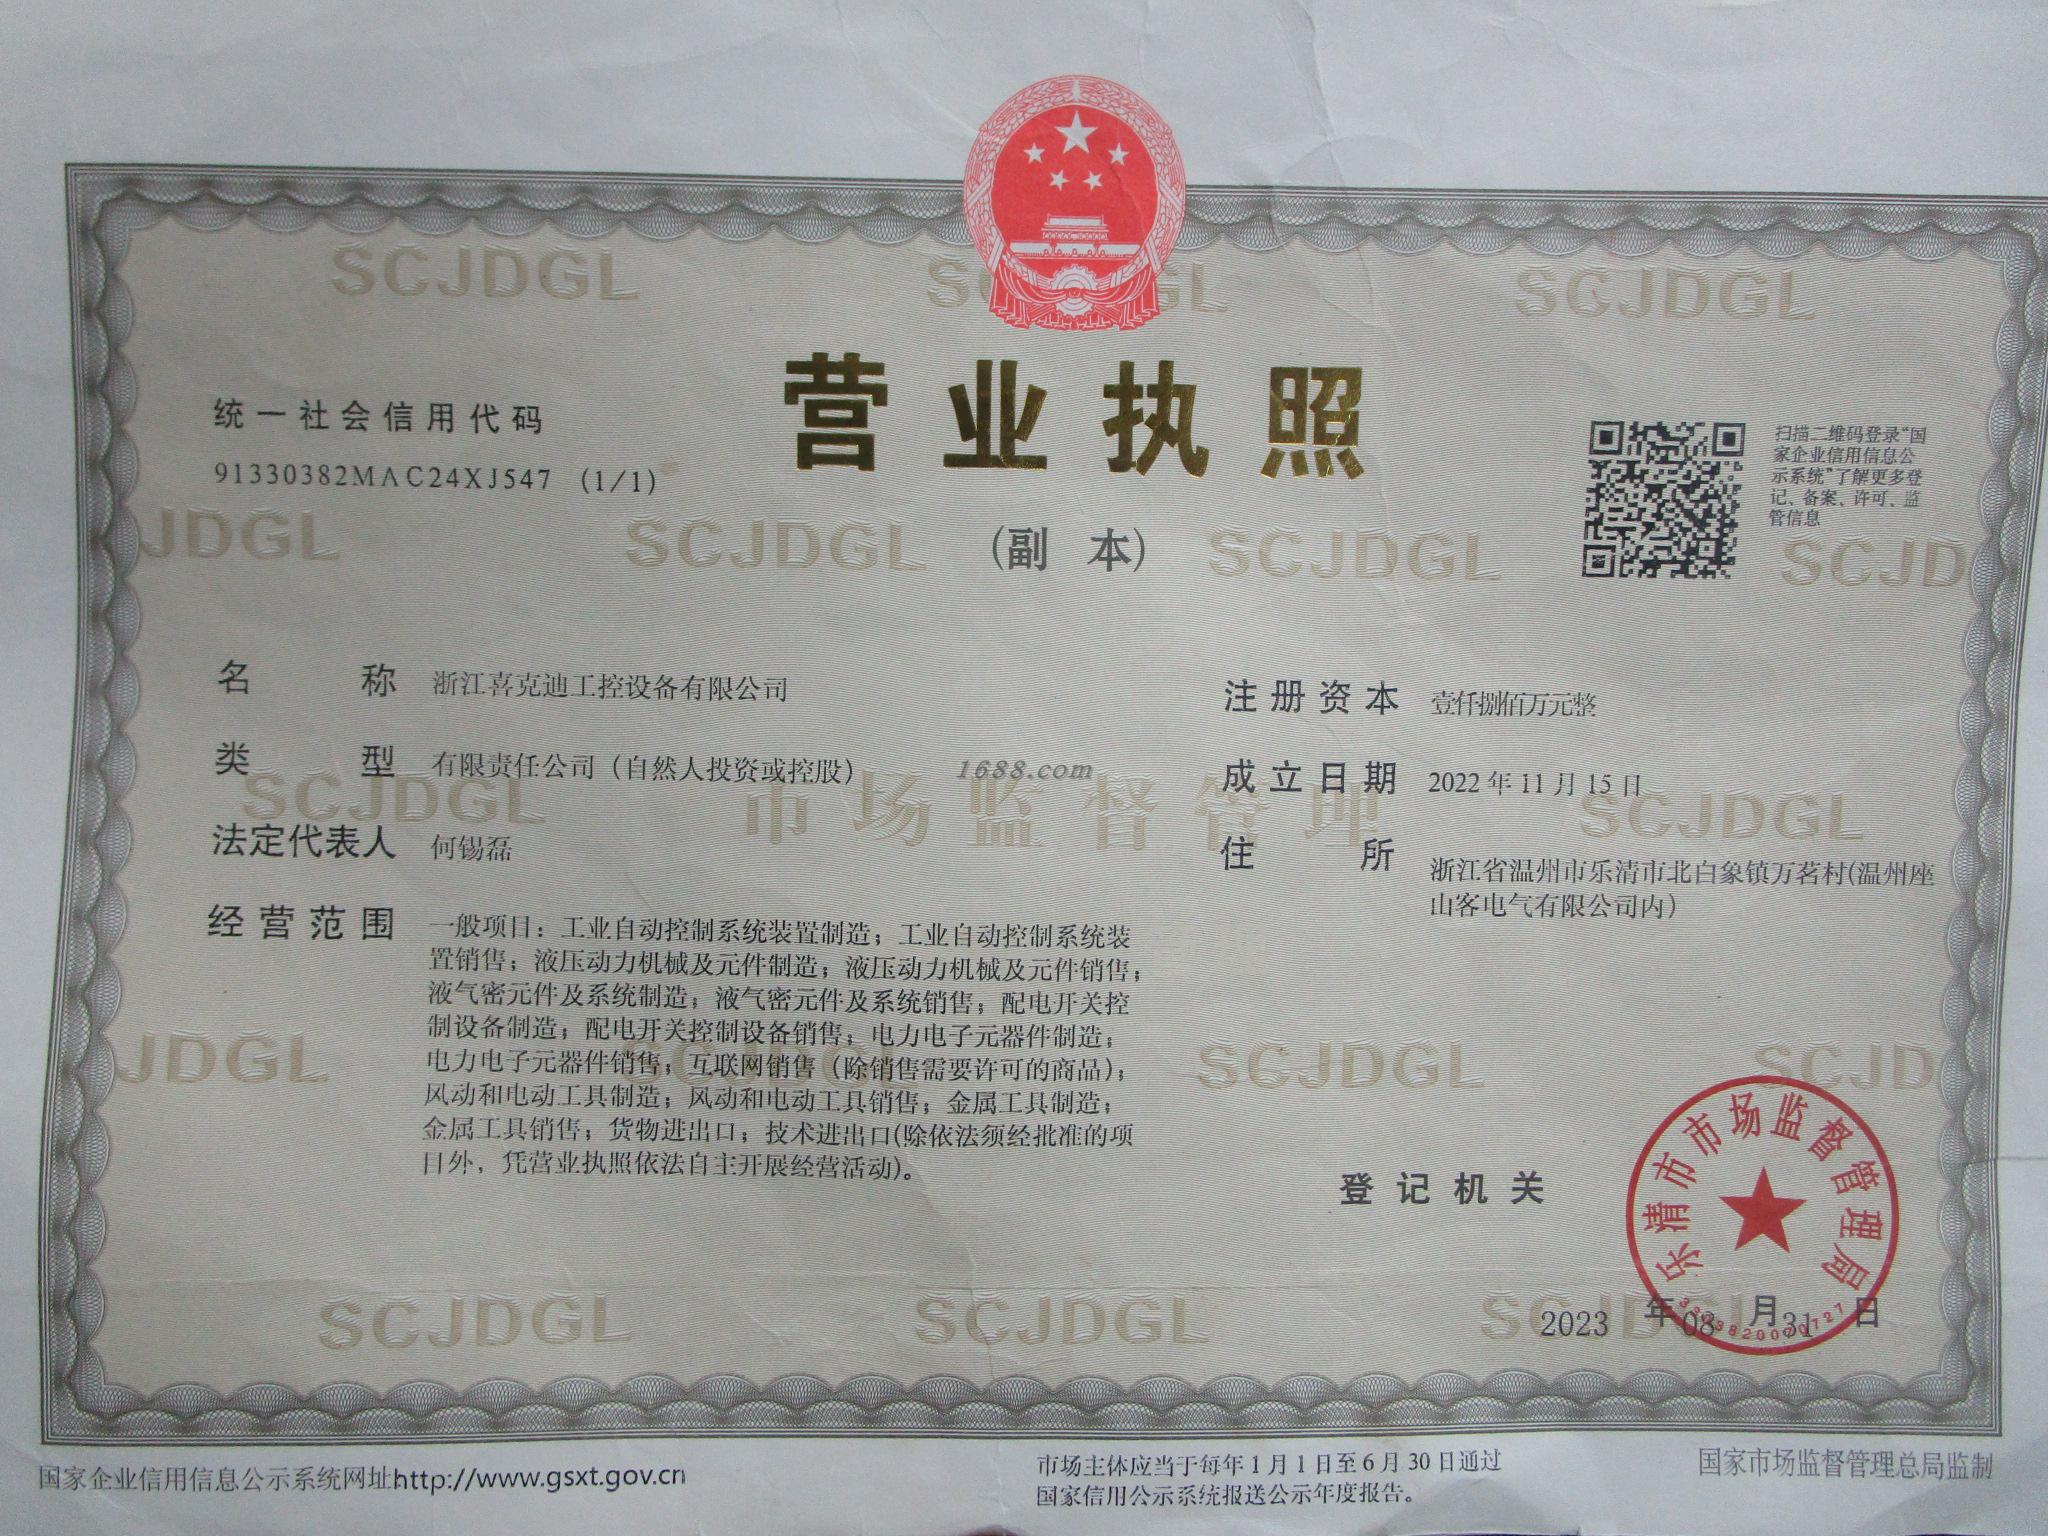 营业执照
(副 本)
统一社会信用代码
91330382MAC24XJ547 (1/1)
扫描二维码登录"国
家企业信用信息公
示系统"了解更多登
记、备案、许可、监
管信息
名 称 浙江喜克迪工控设备有限公司
类 型 有限责任公司（自然人投资或控股）
法定代表人 何锡磊
经营范围 一般项目：工业自动控制系统装置制造；工业自动控制系统装
置销售；液压动力机械及元件制造；液压动力机械及元件销售；
液气密元件及系统制造；液气密元件及系统销售；配电开关控
制设备制造；配电开关控制设备销售；电力电子元器件制造；
电力电子元器件销售；互联网销售（除销售需要许可的商品）；
风动和电动工具制造；风动和电动工具销售；金属工具制造；
金属工具销售；货物进出口；技术进出口(除依法须经批准的项
目外，凭营业执照依法自主开展经营活动)。
注册资本 壹仟捌佰万元整
成立日期 2022年11月15日
住 所 浙江省温州市乐清市北白象镇万茗村(温州座
山客电气有限公司内）
1688.com
市场监督管理
SCJDGL
登记机关
乐清市市场监督管理局
2023 年 08 月 31 日
国家企业信用信息公示系统网址http://www.gsxt.gov.cn
市场主体应当于每年1月1日至6月30日通过
国家信用公示系统报送公示年度报告。
国家市场监督管理总局监制